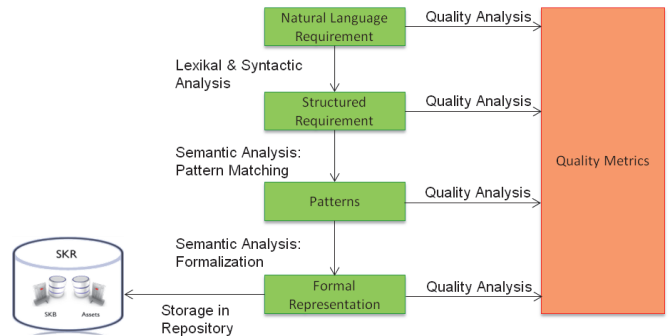 Natural Language
Requirement
Quality Analysis
Lexikal & Syntactic
Analysis
Structured
Requirement
Quality Analysis
Semantic Analysis:
Pattern Matching
Quality Metrics
Patterns
Quality Analysis
Semantic Analysis:
Formalization
SKR
SKB
Assets
Formal
Representation
Quality Analysis
Storage in
Repository